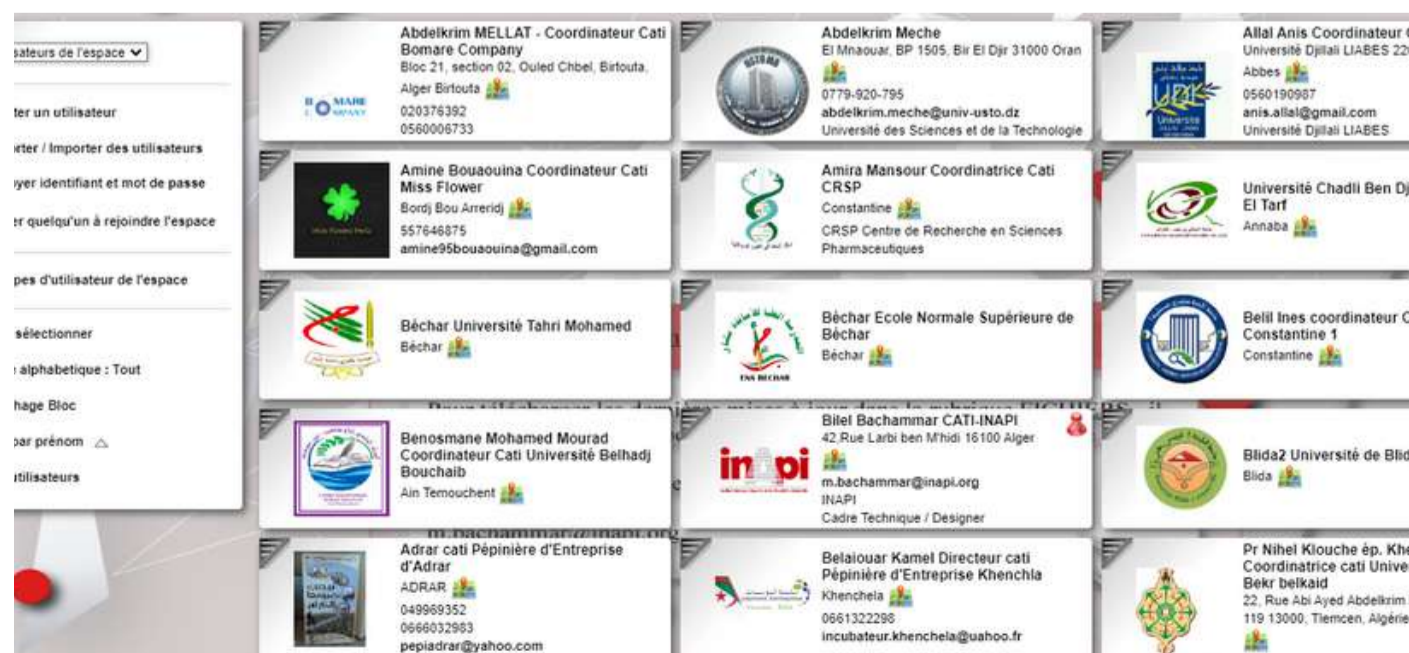 sateurs de l'espace
ter un utilisateur
orter / Importer des utilisateurs
oyer identifiant et mot de passe
er quelqu'un à rejoindre l'espace
pes d'utilisateur de l'espace
sélectionner
alphabetique : Tout
hage Bloc
par prénom
utilisateurs
Abdelkrim MELLAT - Coordinateur Cati
Bomare Company
Bloc 21, section 02, Ouled Chbel, Birtouta,
Alger Birtouta
020376392
0560006733
Abdelkrim Meche
El Mnaouar, BP 1505, Bir El Djir 31000 Oran
0779-920-795
abdelkrim.meche@univ-usto.dz
Université des Sciences et de la Technologie
Allal Anis Coordinateur
Université Djillali LIABES 22
Abbes
0560190987
anis.allal@gmail.com
Université Djillali LIABES
Amine Bouaouina Coordinateur Cati
Miss Flower
Bordj Bou Arreridj
557646875
amine95bouaouina@gmail.com
Amira Mansour Coordinatrice Cati
CRSP
Constantine
CRSP Centre de Recherche en Sciences
Pharmaceutiques
Université Chadli Ben Dj
El Tarf
Annaba
Béchar Université Tahri Mohamed
Béchar
ENS BECHAR
Béchar Ecole Normale Supérieure de
Béchar
Béchar
Belil Ines coordinateur C
Constantine 1
Constantine
Benosmane Mohamed Mourad
Coordinateur Cati Université Belhadj
Bouchaib
Ain Temouchent
inapi
Bilel Bachammar CATI-INAPI
42,Rue Larbi ben M'hidi 16100 Alger
m.bachammar@inapi.org
INAPI
Cadre Technique / Designer
Blida2 Université de Blid
Blida
m.bachammar@inapi.org
Adrar cati Pépinière d'Entreprise
d'Adrar
ADRAR
049969352
0666032983
pepiadrar@yahoo.com
Belaiouar Kamel Directeur cati
Pépinière d'Entreprise Khenchla
Khenchela
0661322298
incubateur.khenchela@uahoo.fr
Pr Nihel Klouche ép. Khe
Coordinatrice cati Unive
Bekr belkaid
22, Rue Abi Ayed Abdelkrim
119 13000, Tlemcen, Algérie